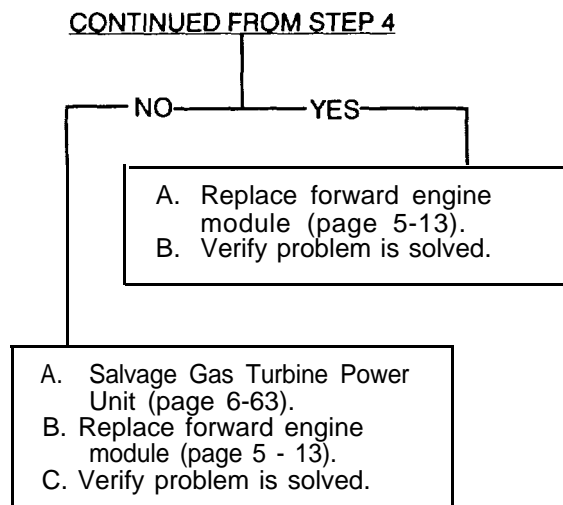 CONTINUED FROM STEP 4
NO YES
A. Replace forward engine
module (page 5-13).
B. Verify problem is solved.
A. Salvage Gas Turbine Power
Unit (page 6-63).
B. Replace forward engine
module (page 5 - 13).
C. Verify problem is solved.